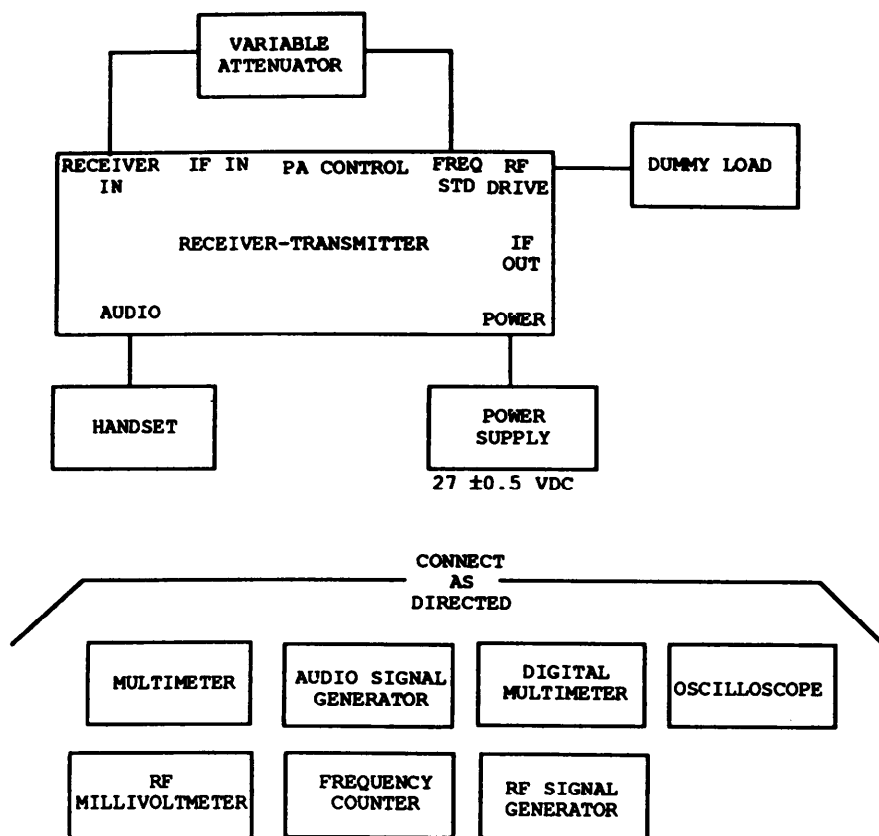 VARIABLE
ATTENUATOR
RECEIVER
IN
IF IN
PA CONTROL
FREQ
STD
RF
DRIVE
DUMMY LOAD
RECEIVER-TRANSMITTER
IF
OUT
AUDIO
POWER
HANDSET
POWER
SUPPLY
27 ±0.5 VDC
CONNECT
AS
DIRECTED
MULTIMETER
AUDIO SIGNAL
GENERATOR
DIGITAL
MULTIMETER
OSCILLOSCOPE
RF
MILLIVOLTMETER
FREQUENCY
COUNTER
RF SIGNAL
GENERATOR